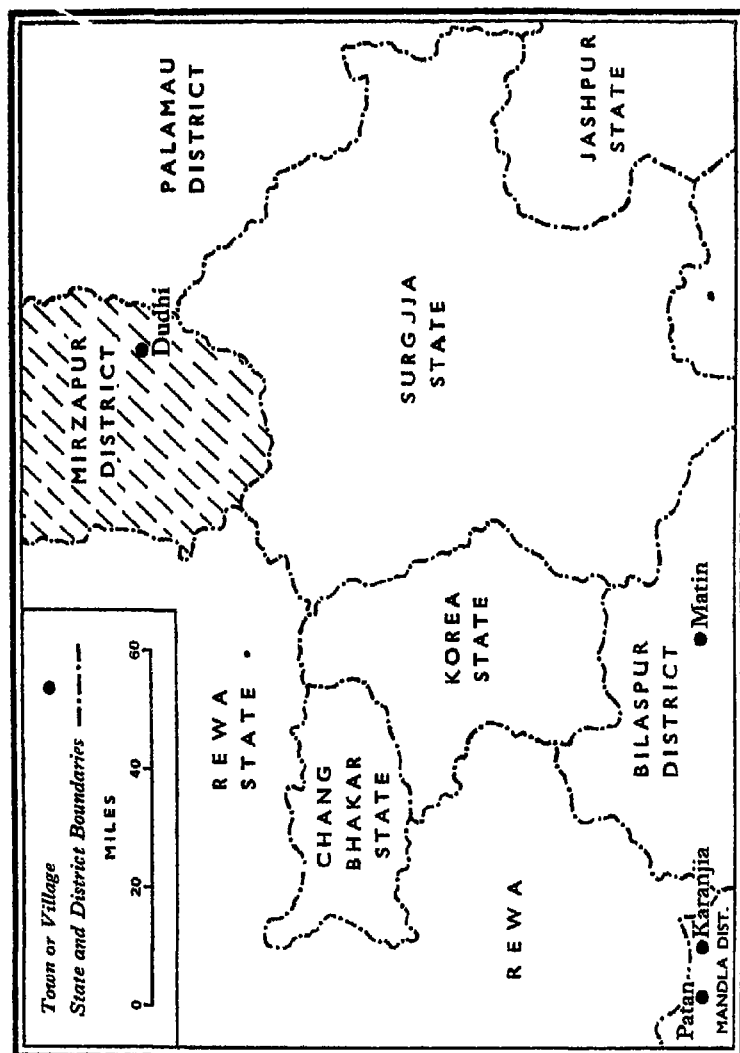 Town or Village
State and District Boundaries
MILES
0 20 40 60
MIRZAPUR
DISTRICT
Dudhi
PALAMAU
DISTRICT
REWA
STATE
CHANG
BHAKAR
STATE
KOREA
STATE
SURGJIA
STATE
JASHPUR
STATE
REWA
BILASPUR
DISTRICT
Matin
Patan
Karanjia
MANDLA DIST.